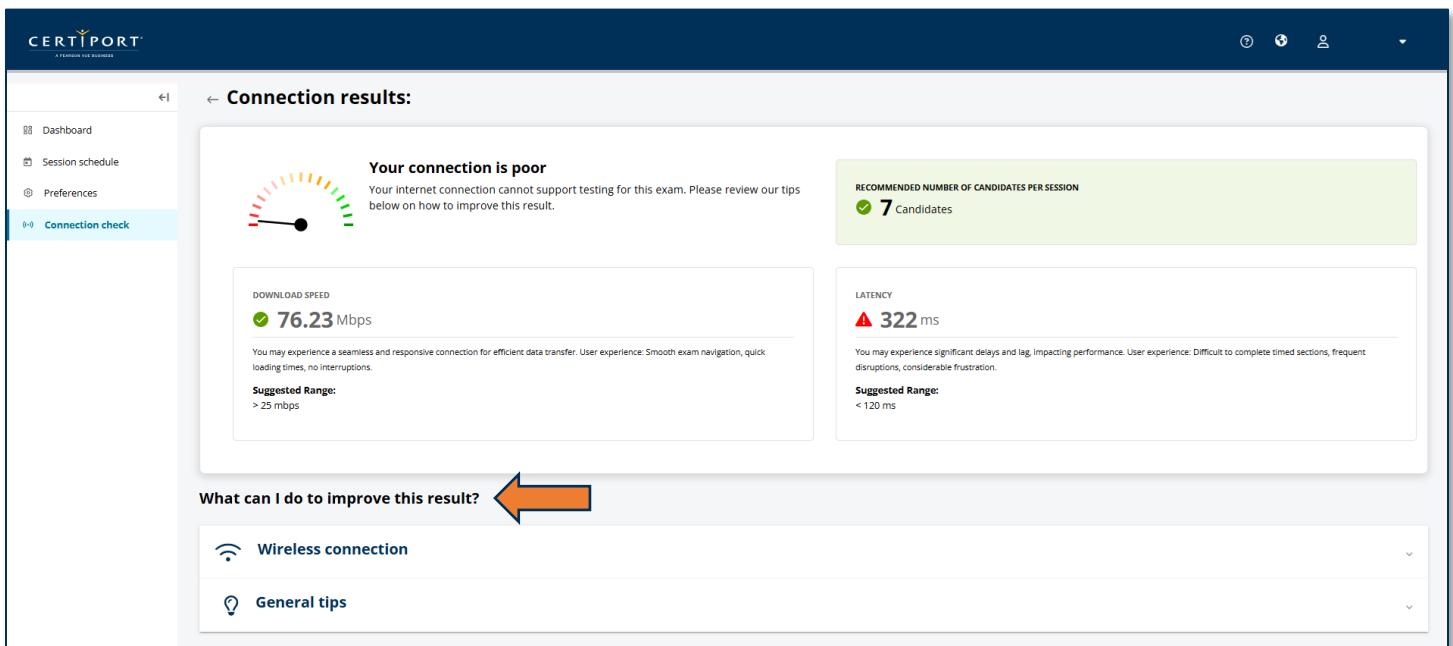 CERTIPORT
A PEARSON VUE BUSINESS
Connection results:
Dashboard
Session schedule
Preferences
Connection check
Your connection is poor
Your internet connection cannot support testing for this exam. Please review our tips
below on how to improve this result.
RECOMMENDED NUMBER OF CANDIDATES PER SESSION
7 Candidates
DOWNLOAD SPEED
76.23 Mbps
You may experience a seamless and responsive connection for efficient data transfer. User experience: Smooth exam navigation, quick
loading times, no interruptions.
Suggested Range:
> 25 mbps
LATENCY
322 ms
You may experience significant delays and lag, impacting performance. User experience: Difficult to complete timed sections, frequent
disruptions, considerable frustration.
Suggested Range:
< 120 ms
What can I do to improve this result?
Wireless connection
General tips